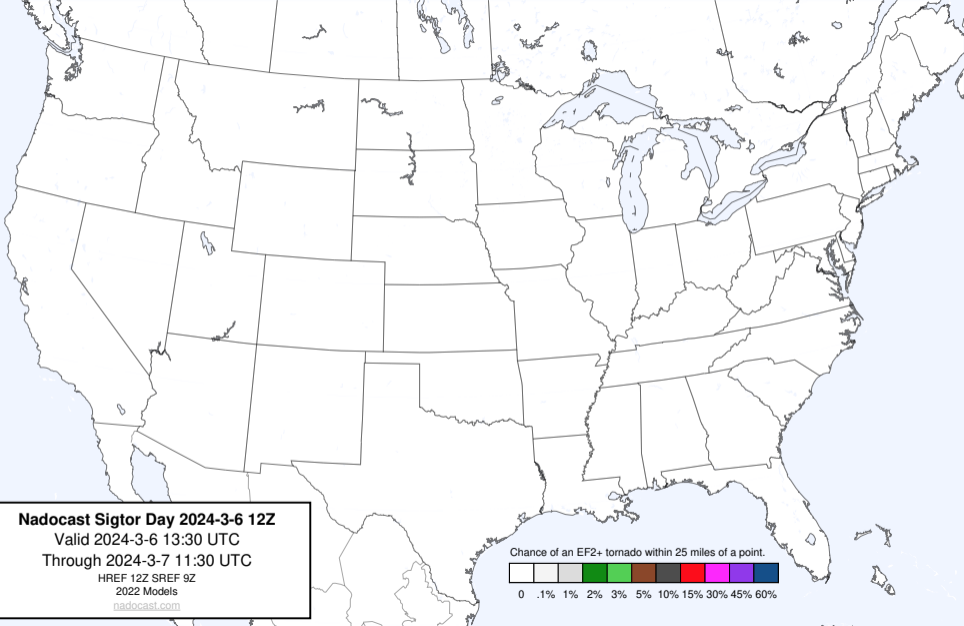 Nadocast Sigtor Day 2024-3-6 12Z
Valid 2024-3-6 13:30 UTC
Through 2024-3-7 11:30 UTC
HREF 12Z SREF 9Z
2022 Models
nadocast.com
Chance of an EF2+ tornado within 25 miles of a point.
0 .1% 1% 2% 3% 5% 10% 15% 30% 45% 60%